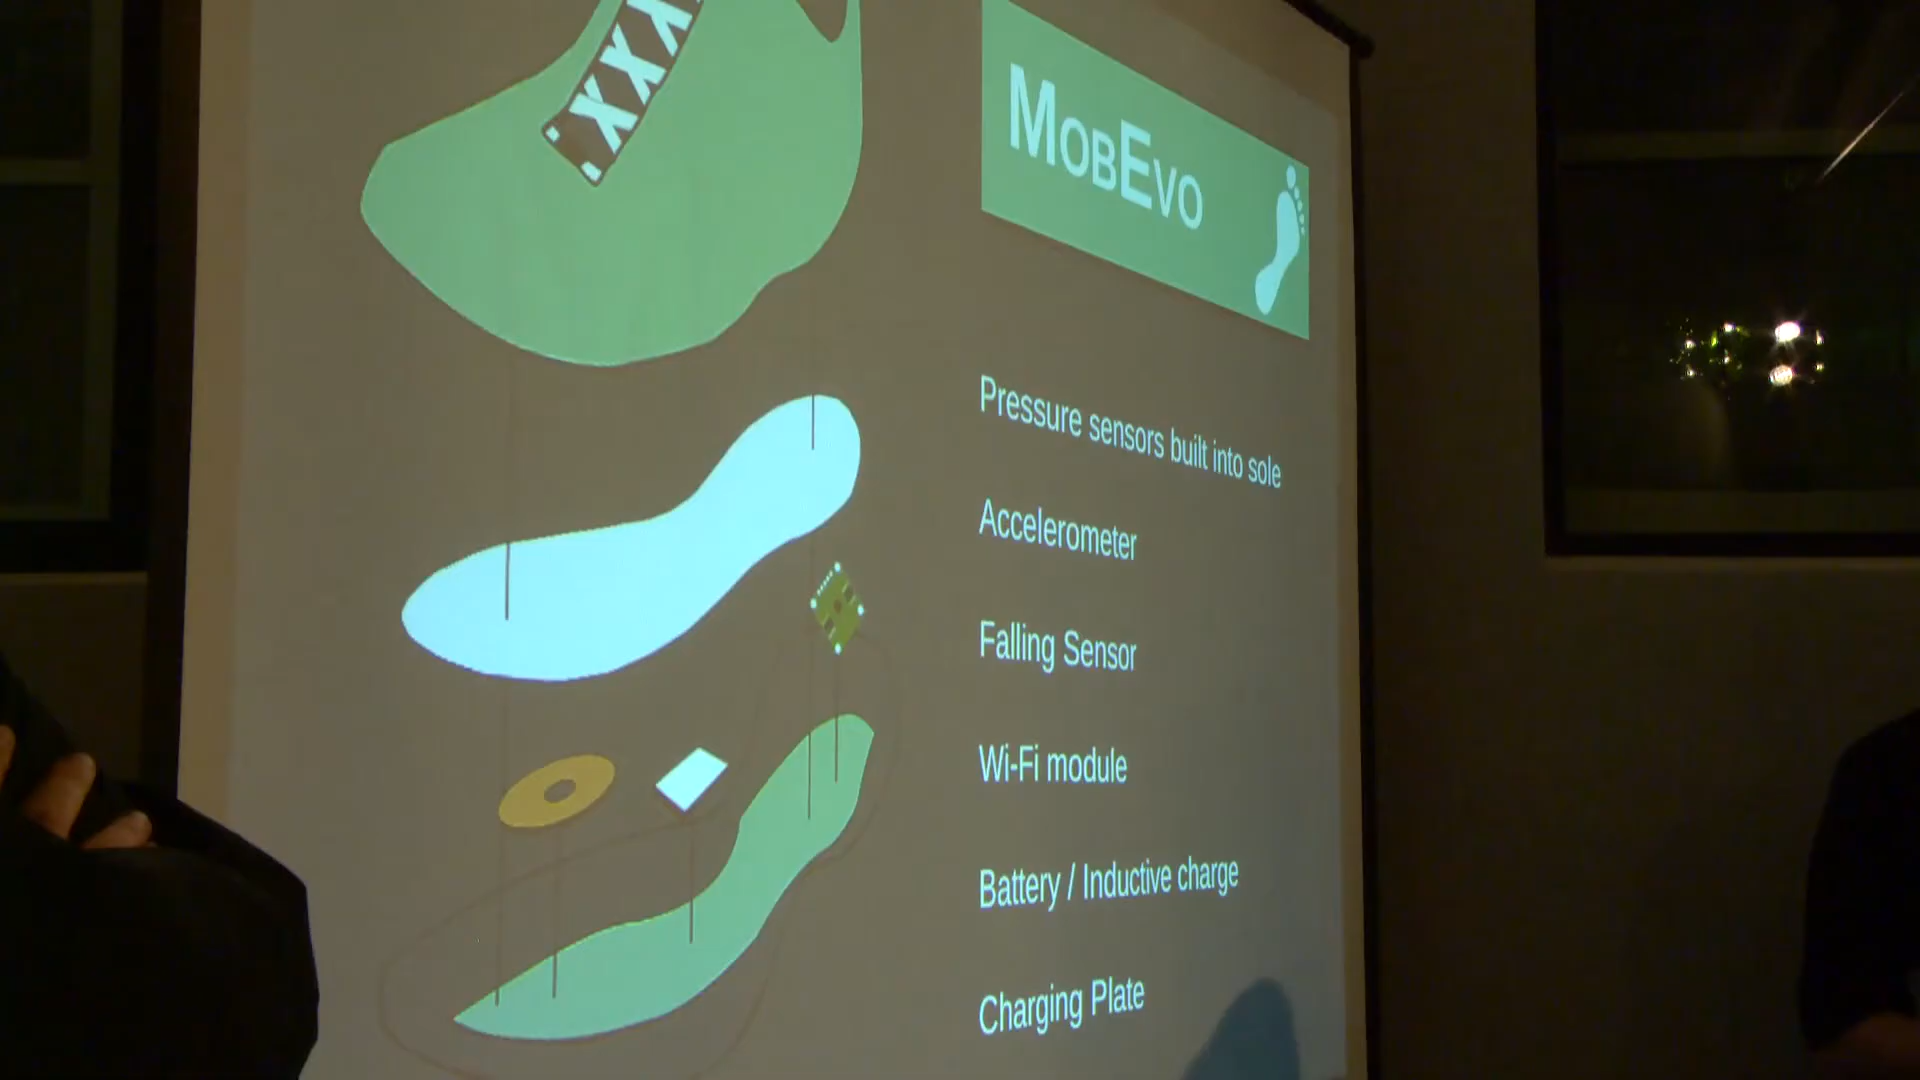 MOBEVO
Pressure sensors built into sole
Accelerometer
Falling Sensor
Wi-Fi module
Battery / Inductive charge
Charging Plate